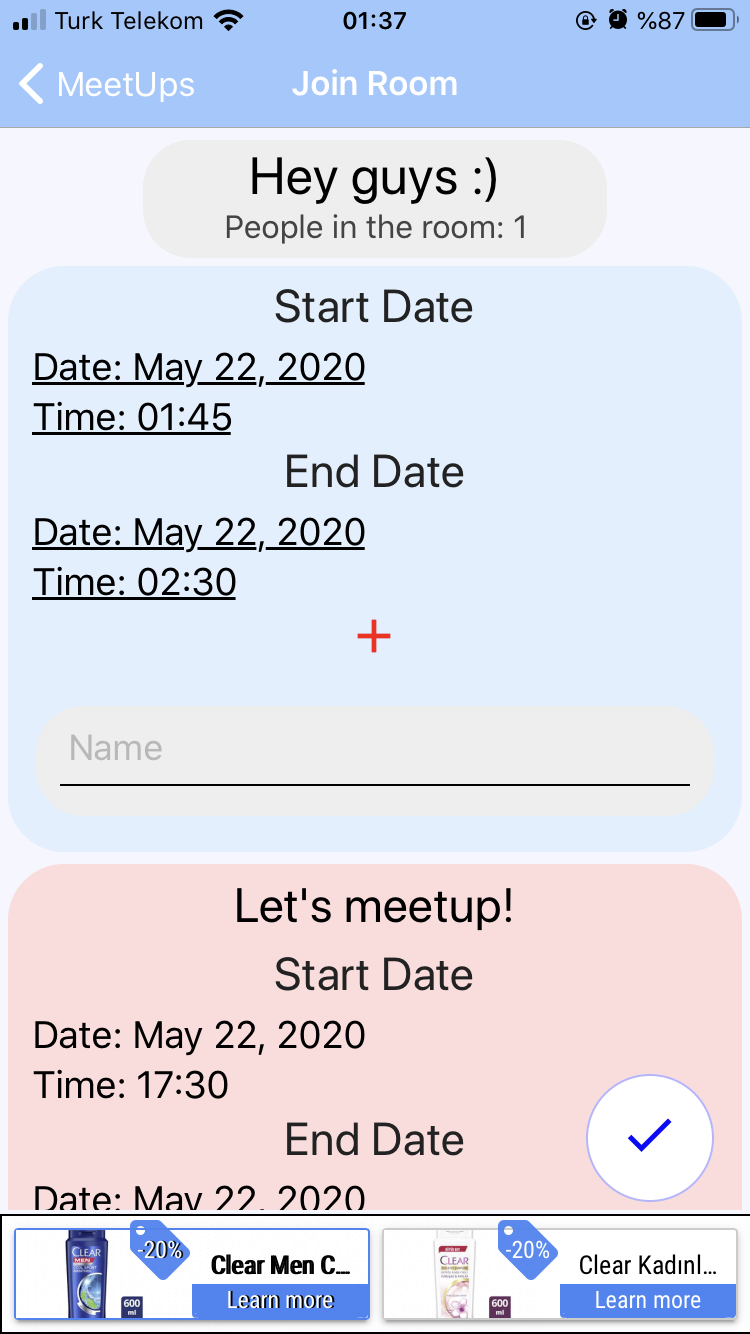 Turk Telekom
01:37
%87
MeetUps
Join Room
Hey guys :)
People in the room: 1
Start Date
Date: May 22, 2020
Time: 01:45
End Date
Date: May 22, 2020
Time: 02:30
+
Name
Let's meetup!
Start Date
Date: May 22, 2020
Time: 17:30
End Date
Date: May 22, 2020
CLEAR
MEN
600
ml
-20%
Clear Men C...
Learn more
CLEAR
600
ml
-20%
Clear Kadınl...
Learn more